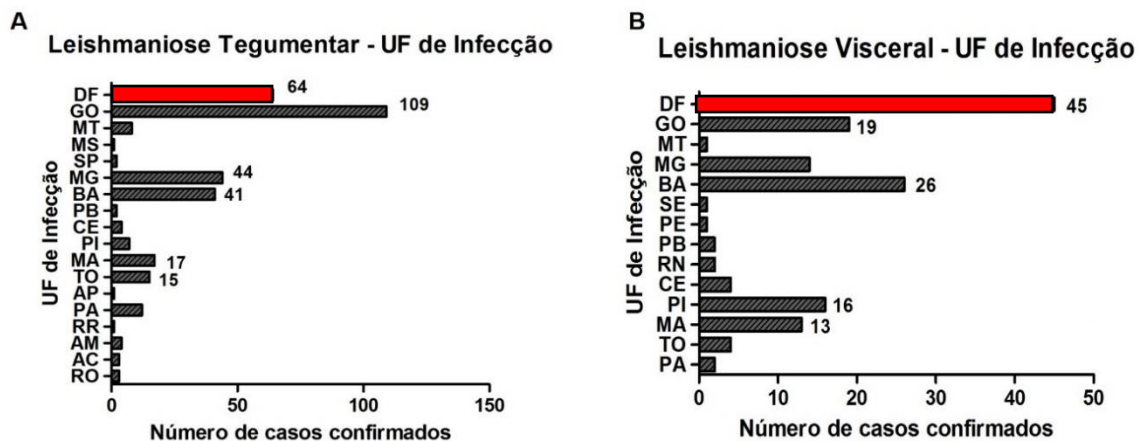 A
Leishmaniose Tegumentar - UF de Infecção
UF de Infecção
DF
64
GO
109
MT
MS
SP
MG
44
BA
41
PB
CE
PI
MA
17
TO
15
AP
PA
RR
AM
AC
RO
0
50
100
150
Número de casos confirmados
B
Leishmaniose Visceral - UF de Infecção
UF de Infecção
DF
45
GO
19
MT
MG
BA
26
SE
PE
PB
RN
CE
PI
16
MA
13
TO
PA
0
10
20
30
40
50
Número de casos confirmados